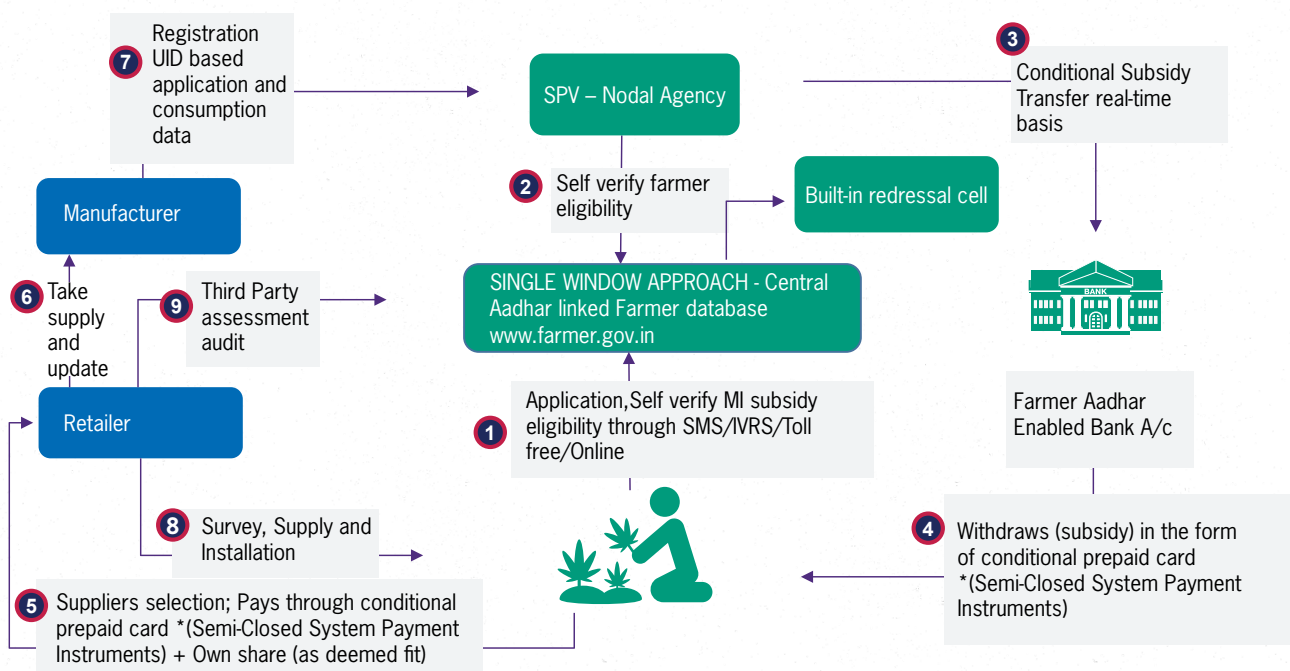 7
Registration
UID based
application and
consumption
data
SPV – Nodal Agency
3
Conditional Subsidy
Transfer real-time
basis
2
Self verify farmer
eligibility
Built-in redressal cell
Manufacturer
6
Take
supply
and
update
9
Third Party
assessment
audit
SINGLE WINDOW APPROACH - Central
Aadhar linked Farmer database
www.farmer.gov.in
BANK
Retailer
1
Application,Self verify MI subsidy
eligibility through SMS/IVRS/Toll
free/Online
Farmer Aadhar
Enabled Bank A/c
8
Survey, Supply and
Installation
4
Withdraws (subsidy) in the form
of conditional prepaid card
*(Semi-Closed System Payment
Instruments)
5
Suppliers selection; Pays through conditional
prepaid card *(Semi-Closed System Payment
Instruments) + Own share (as deemed fit)